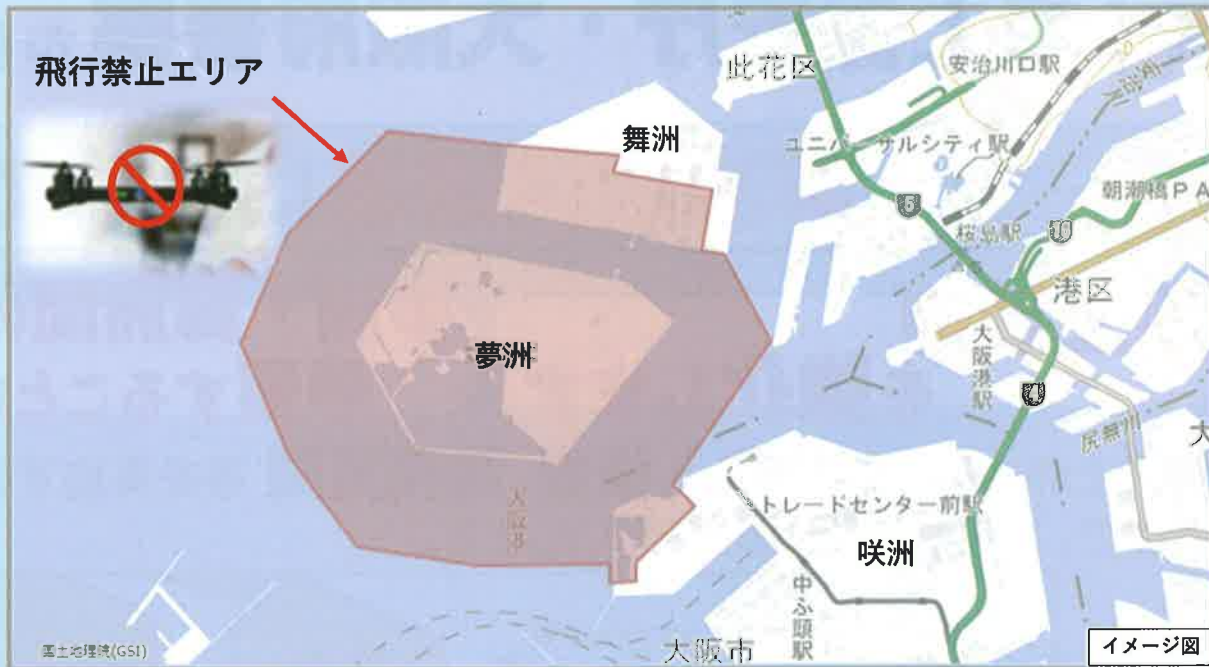 飛行禁止エリア
此花区
安治川口駅
舞洲
ユニバーサルシティ駅
朝潮橋PA
5
桜島駅
16
港区
夢洲
大阪港駅
4
尻無川
大
大阪港
トレードセンター前駅
咲洲
中ふ頭駅
大阪市
国土地理院(GSI)
イメージ図